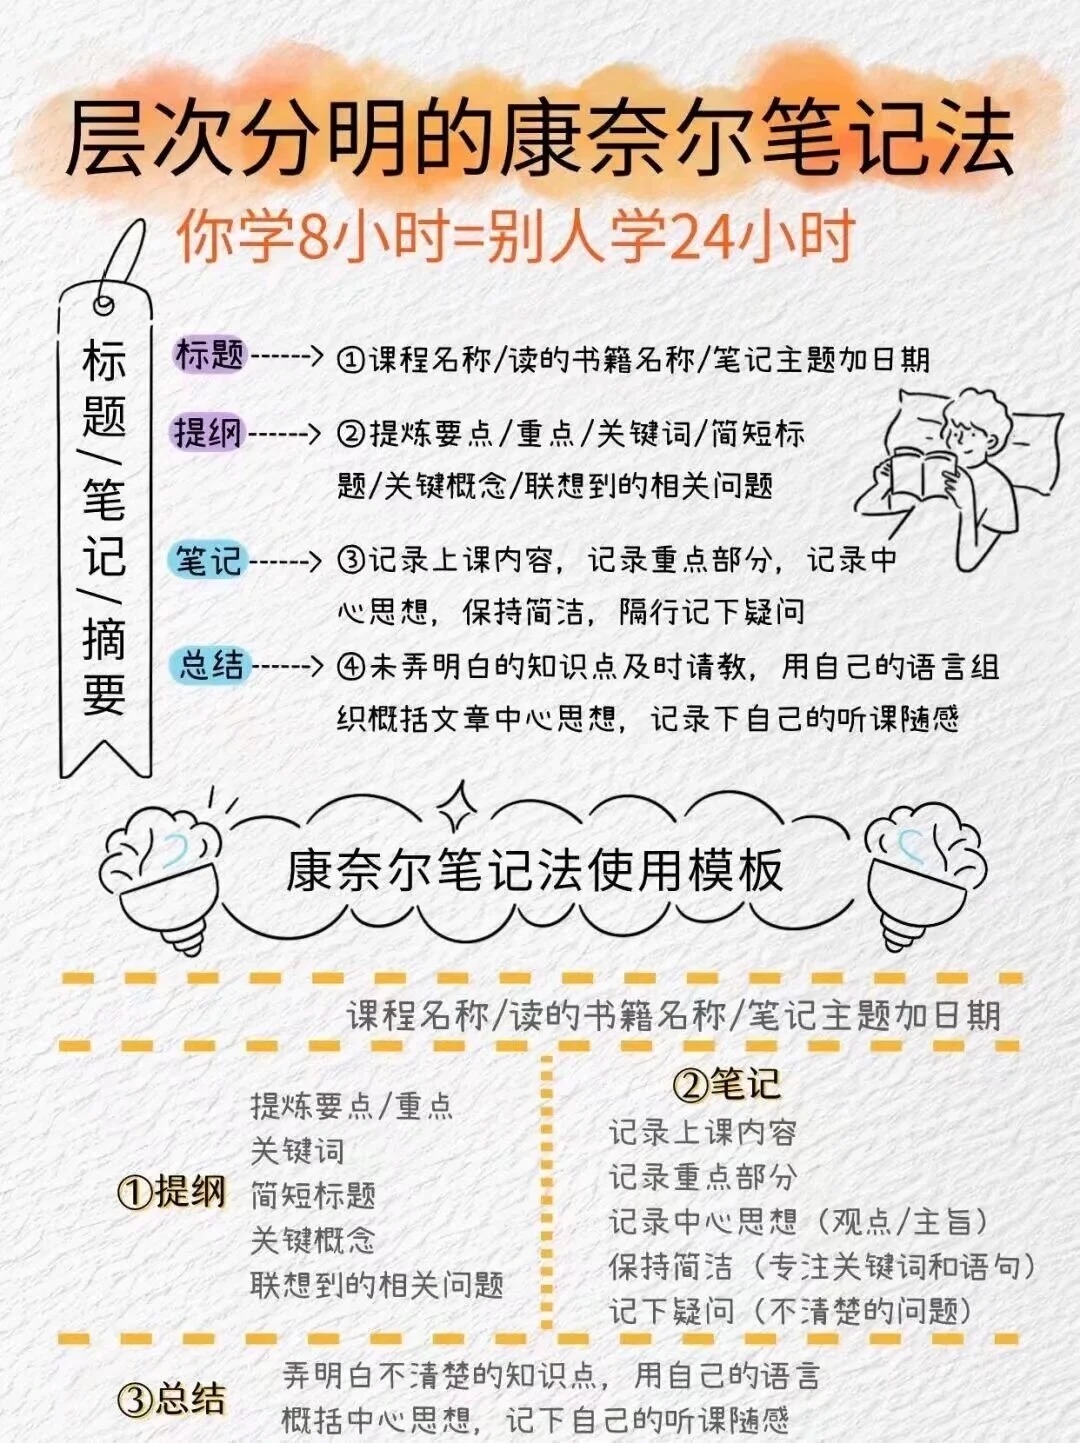 层次分明的康奈尔笔记法
你学8小时=别人学24小时
标题/笔记/摘要
标题
①课程名称/读的书籍名称/笔记主题加日期
提纲
②提炼要点/重点/关键词/简短标
题/关键概念/联想到的相关问题
笔记
③记录上课内容，记录重点部分，记录中
心思想，保持简洁，隔行记下疑问
总结
④未弄明白的知识点及时请教，用自己的语言组
织概括文章中心思想，记录下自己的听课随感
康奈尔笔记法使用模板
课程名称/读的书籍名称/笔记主题加日期
①提纲
提炼要点/重点
关键词
简短标题
关键概念
联想到的相关问题
②笔记
记录上课内容
记录重点部分
记录中心思想（观点/主旨）
保持简洁（专注关键词和语句）
记下疑问（不清楚的问题）
③总结
弄明白不清楚的知识点，用自己的语言
概括中心思想，记下自己的听课随感